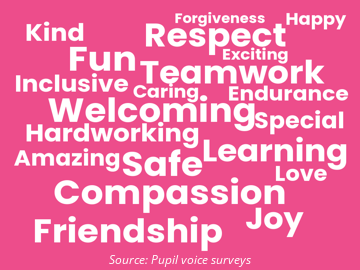 Forgiveness
Happy
Kind
Respect
Fun
Exciting
Teamwork
Inclusive
Caring
Endurance
Welcoming
Special
Hardworking
Learning
Amazing
Safe
Love
Compassion
Joy
Friendship
Source: Pupil voice surveys